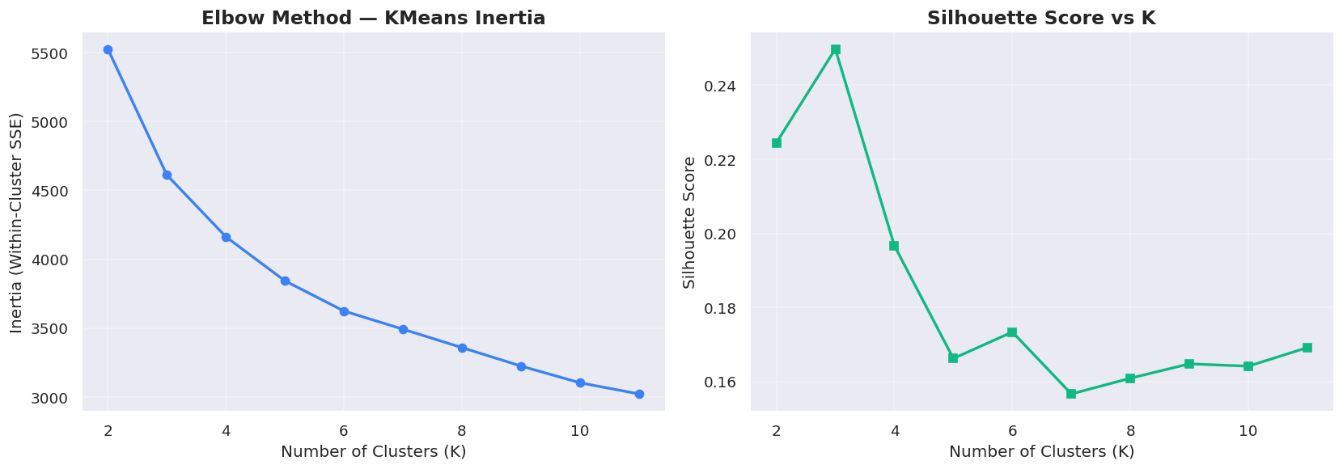 Elbow Method — KMeans Inertia
Inertia (Within-Cluster SSE)
5500
5000
4500
4000
3500
3000
2 4 6 8 10
Number of Clusters (K)
Silhouette Score vs K
Silhouette Score
0.24
0.22
0.20
0.18
0.16
2 4 6 8 10
Number of Clusters (K)